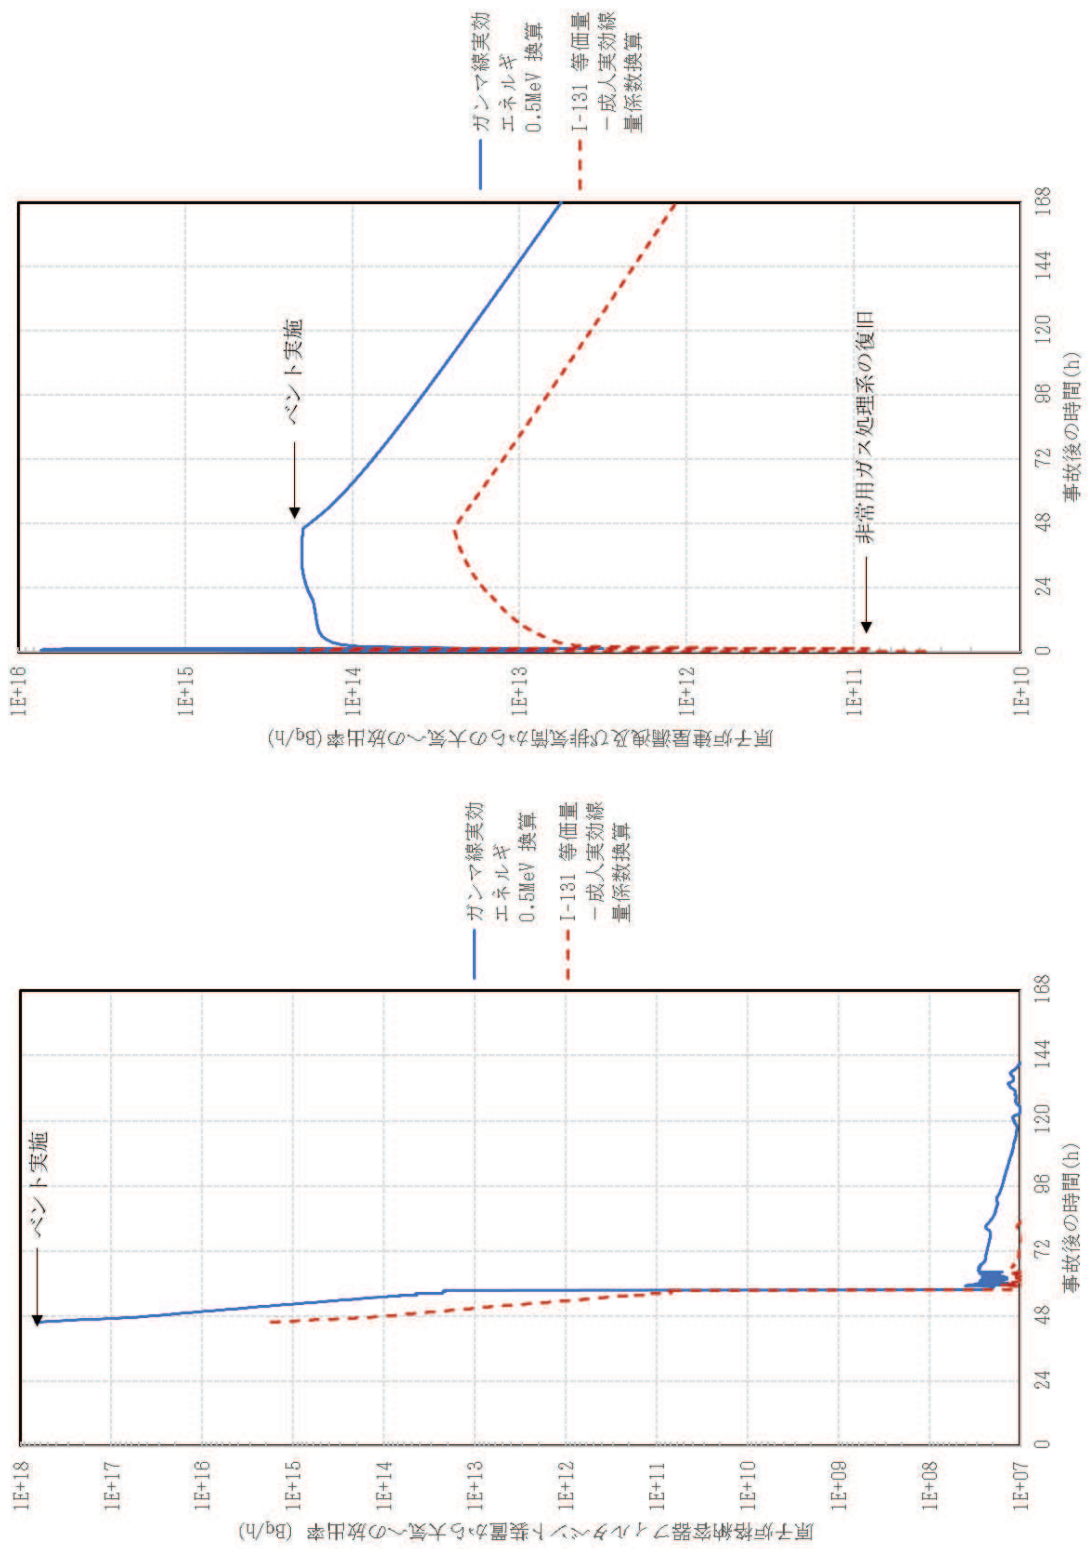 原子炉格納容器フィルタベント装置から大気への放出率 (Bq/h)
1E+18
1E+17
1E+16
1E+15
1E+14
1E+13
1E+12
1E+11
1E+10
1E+09
1E+08
1E+07
0
24
48
72
96
120
144
168
事故後の時間(h)
ベント実施
ガンマ線実効
エネルギ
0.5MeV 換算
I-131 等価量
－成人実効線
量係数換算
原子炉建屋漏洩及び排気筒からの大気への放出率(Bq/h)
1E+16
1E+15
1E+14
1E+13
1E+12
1E+11
1E+10
0
24
48
72
96
120
144
168
事故後の時間(h)
ベント実施
非常用ガス処理系の復旧
ガンマ線実効
エネルギ
0.5MeV 換算
I-131 等価量
－成人実効線
量係数換算